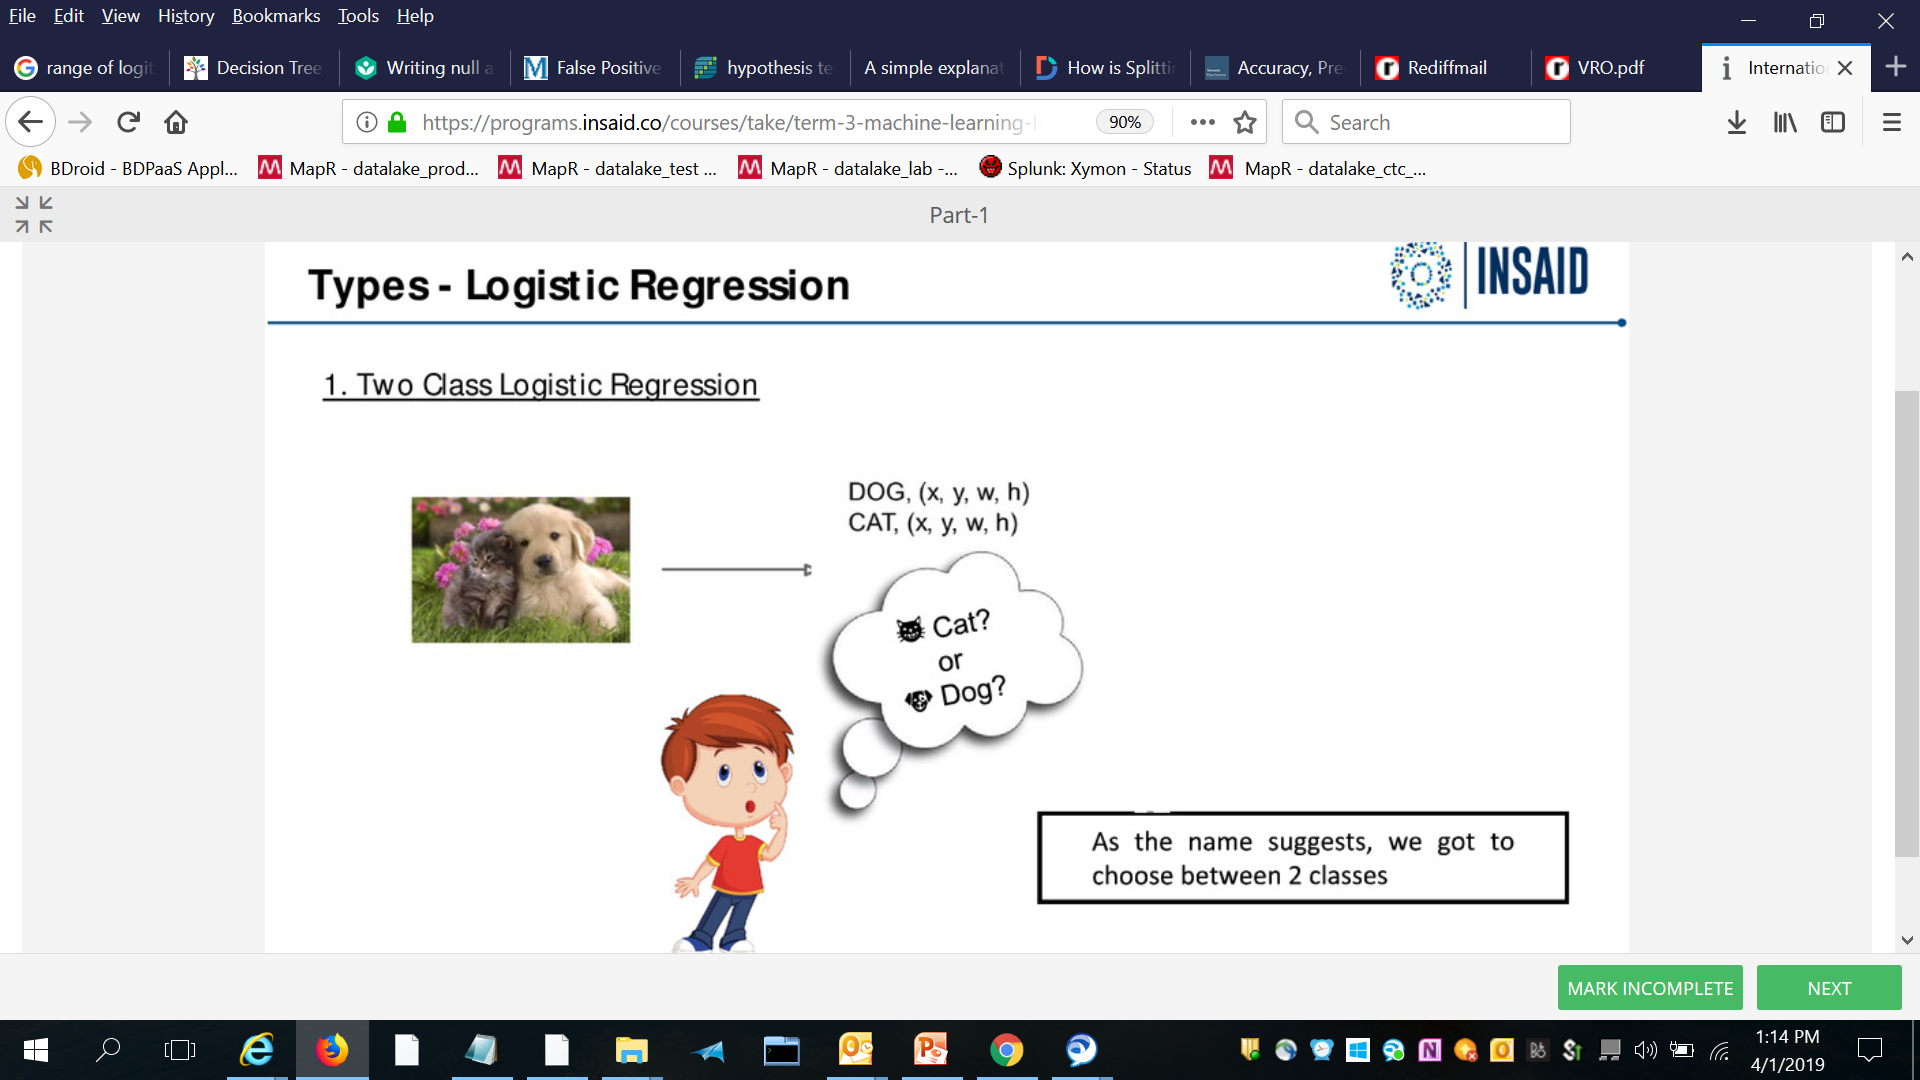 File Edit View History Bookmarks Tools Help
range of logit Decision Tree Writing null a False Positive hypothesis te A simple explanat How is Splitti Accuracy, Pre Rediffmail VRO.pdf Internatio
https://programs.insaid.co/courses/take/term-3-machine-learning-l 90% Search
BDroid - BDPaaS Appl... MapR - datalake_prod... MapR - datalake_test ... MapR - datalake_lab -... Splunk: Xymon - Status MapR - datalake_ctc_...
Part-1
Types - Logistic Regression
INSAID
1. Two Class Logistic Regression
DOG, (x, y, w, h)
CAT, (x, y, w, h)
Cat?
or
Dog?
As the name suggests, we got to
choose between 2 classes
MARK INCOMPLETE NEXT
1:14 PM
4/1/2019